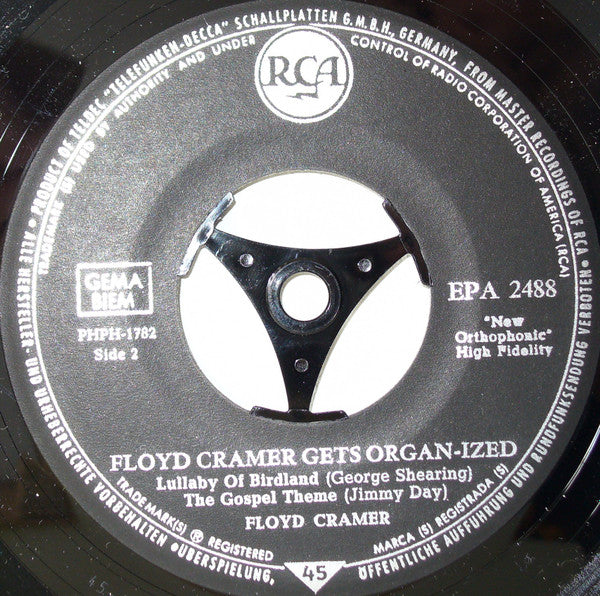 • ALLE HERSTELLER- UND URHEBERRECHTE VORBEHALTEN • PRODUCT OF TELDEC „TELEFUNKEN-DECCA" SCHALLPLATTEN G.M.B.H., GERMANY, FROM MASTER RECORDINGS OF RCA •
TRADEMARK(S) USED BY AUTHORITY AND UNDER CONTROL OF RADIO CORPORATION OF AMERICA (RCA)
RCA
GEMA
BIEM
PHPH-1782
Side 2
EPA 2488
"New
Orthophonic"
High Fidelity
FLOYD CRAMER GETS ORGAN-IZED
Lullaby Of Birdland (George Shearing)
The Gospel Theme (Jimmy Day)
FLOYD CRAMER
TRADEMARK(S) ® REGISTERED
MARCA (S) REGISTRADA (S)
•ÜBERSPIELUNG, ÖFFENTLICHE AUFFÜHRUNG UND RUNDFUNKSENDUNG VERBOTEN •
45